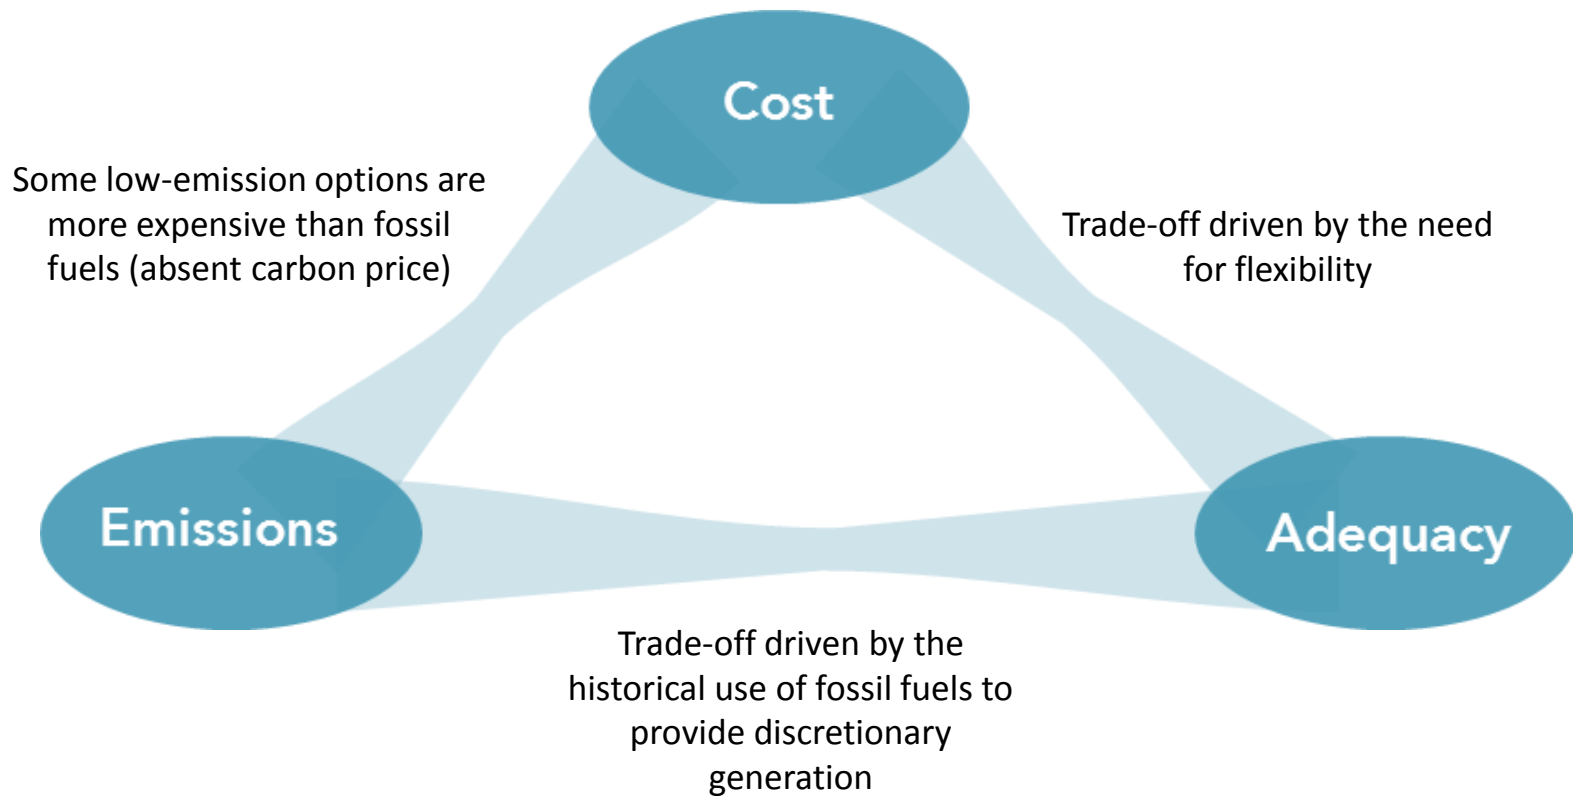 Cost
Some low-emission options are
more expensive than fossil
fuels (absent carbon price)
Trade-off driven by the need
for flexibility
Emissions
Adequacy
Trade-off driven by the
historical use of fossil fuels to
provide discretionary
generation